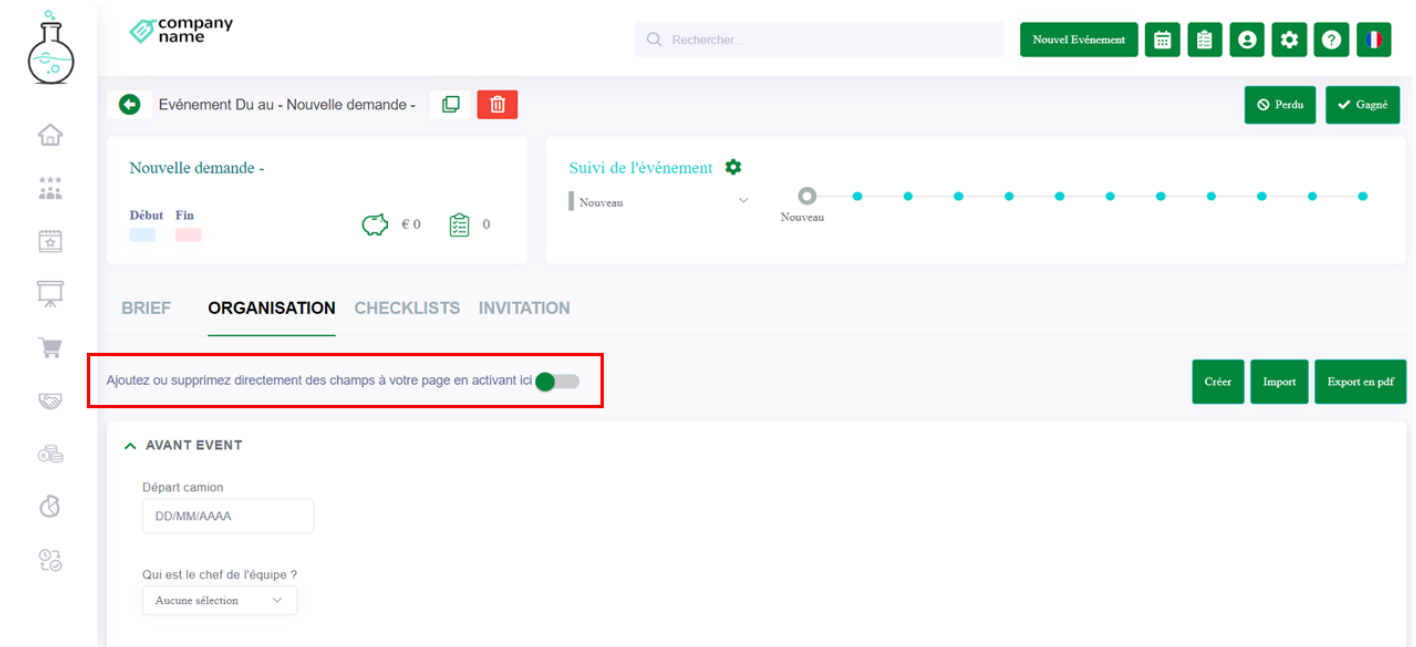 company
name
Rechercher...
Nouvel Evénement
Evénement Du au - Nouvelle demande -
Perdu
Gagné
Nouvelle demande -
Début Fin
€ 0
0
Suivi de l'événement
Nouveau
Nouveau
BRIEF ORGANISATION CHECKLISTS INVITATION
Ajoutez ou supprimez directement des champs à votre page en activant ici
Créer
Import
Export en pdf
AVANT EVENT
Départ camion
DD/MM/AAAA
Qui est le chef de l'équipe ?
Aucune sélection